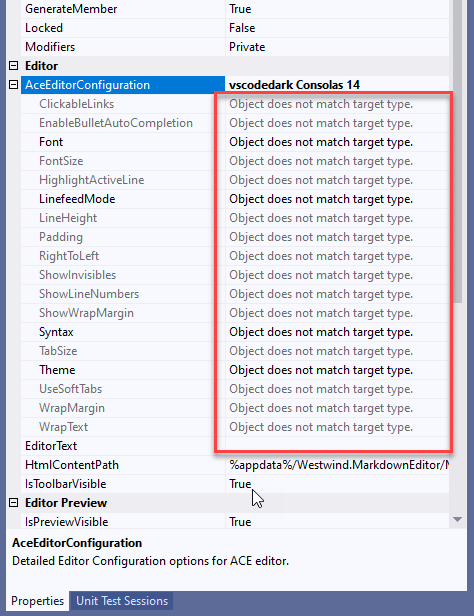 GenerateMember True
Locked False
Modifiers Private
Editor
AceEditorConfiguration vscodedark Consolas 14
ClickableLinks Object does not match target type.
EnableBulletAutoCompletion Object does not match target type.
Font Object does not match target type.
FontSize Object does not match target type.
HighlightActiveLine Object does not match target type.
LinefeedMode Object does not match target type.
LineHeight Object does not match target type.
Padding Object does not match target type.
RightToLeft Object does not match target type.
ShowInvisibles Object does not match target type.
ShowLineNumbers Object does not match target type.
ShowWrapMargin Object does not match target type.
Syntax Object does not match target type.
TabSize Object does not match target type.
Theme Object does not match target type.
UseSoftTabs Object does not match target type.
WrapMargin Object does not match target type.
WrapText Object does not match target type.
EditorText
HtmlContentPath %appdata%/Westwind.MarkdownEditor/
IsToolbarVisible True
Editor Preview
IsPreviewVisible True
AceEditorConfiguration
Detailed Editor Configuration options for ACE editor.
Properties Unit Test Sessions